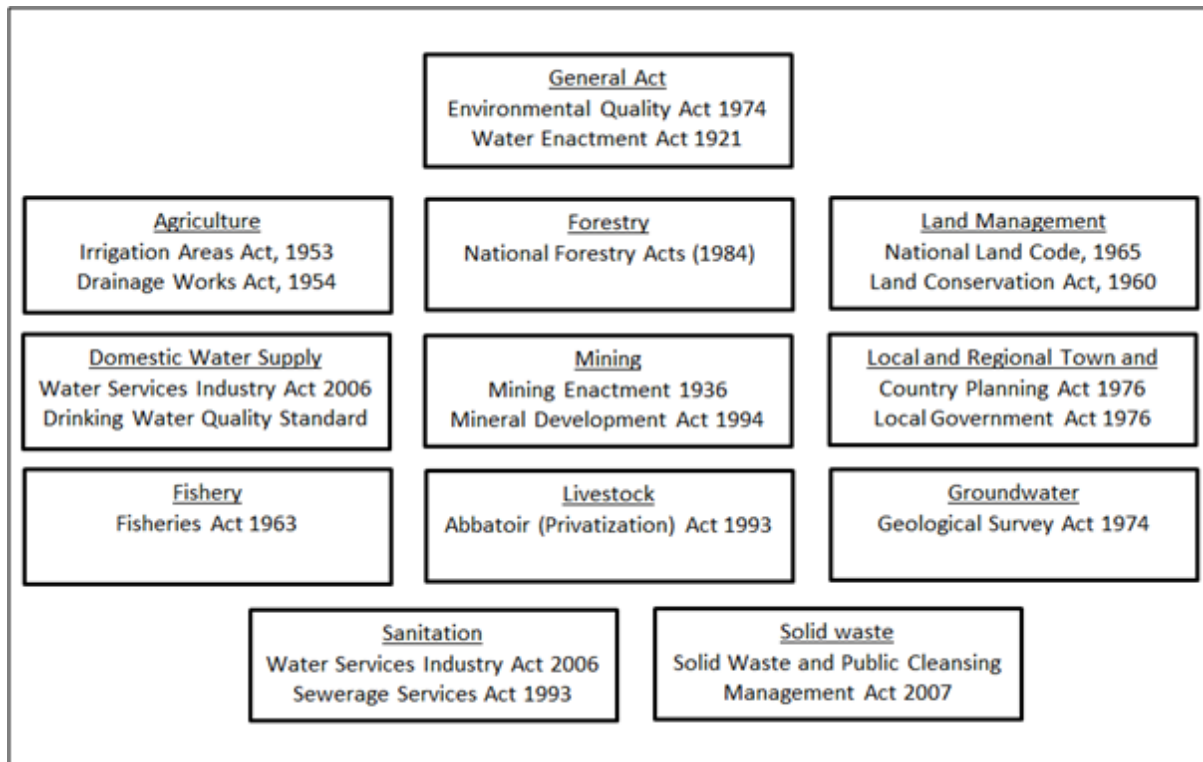 General Act
Environmental Quality Act 1974
Water Enactment Act 1921
Agriculture
Irrigation Areas Act, 1953
Drainage Works Act, 1954
Forestry
National Forestry Acts (1984)
Land Management
National Land Code, 1965
Land Conservation Act, 1960
Domestic Water Supply
Water Services Industry Act 2006
Drinking Water Quality Standard
Mining
Mining Enactment 1936
Mineral Development Act 1994
Local and Regional Town and
Country Planning Act 1976
Local Government Act 1976
Fishery
Fisheries Act 1963
Livestock
Abbatoir (Privatization) Act 1993
Groundwater
Geological Survey Act 1974
Sanitation
Water Services Industry Act 2006
Sewerage Services Act 1993
Solid waste
Solid Waste and Public Cleansing
Management Act 2007